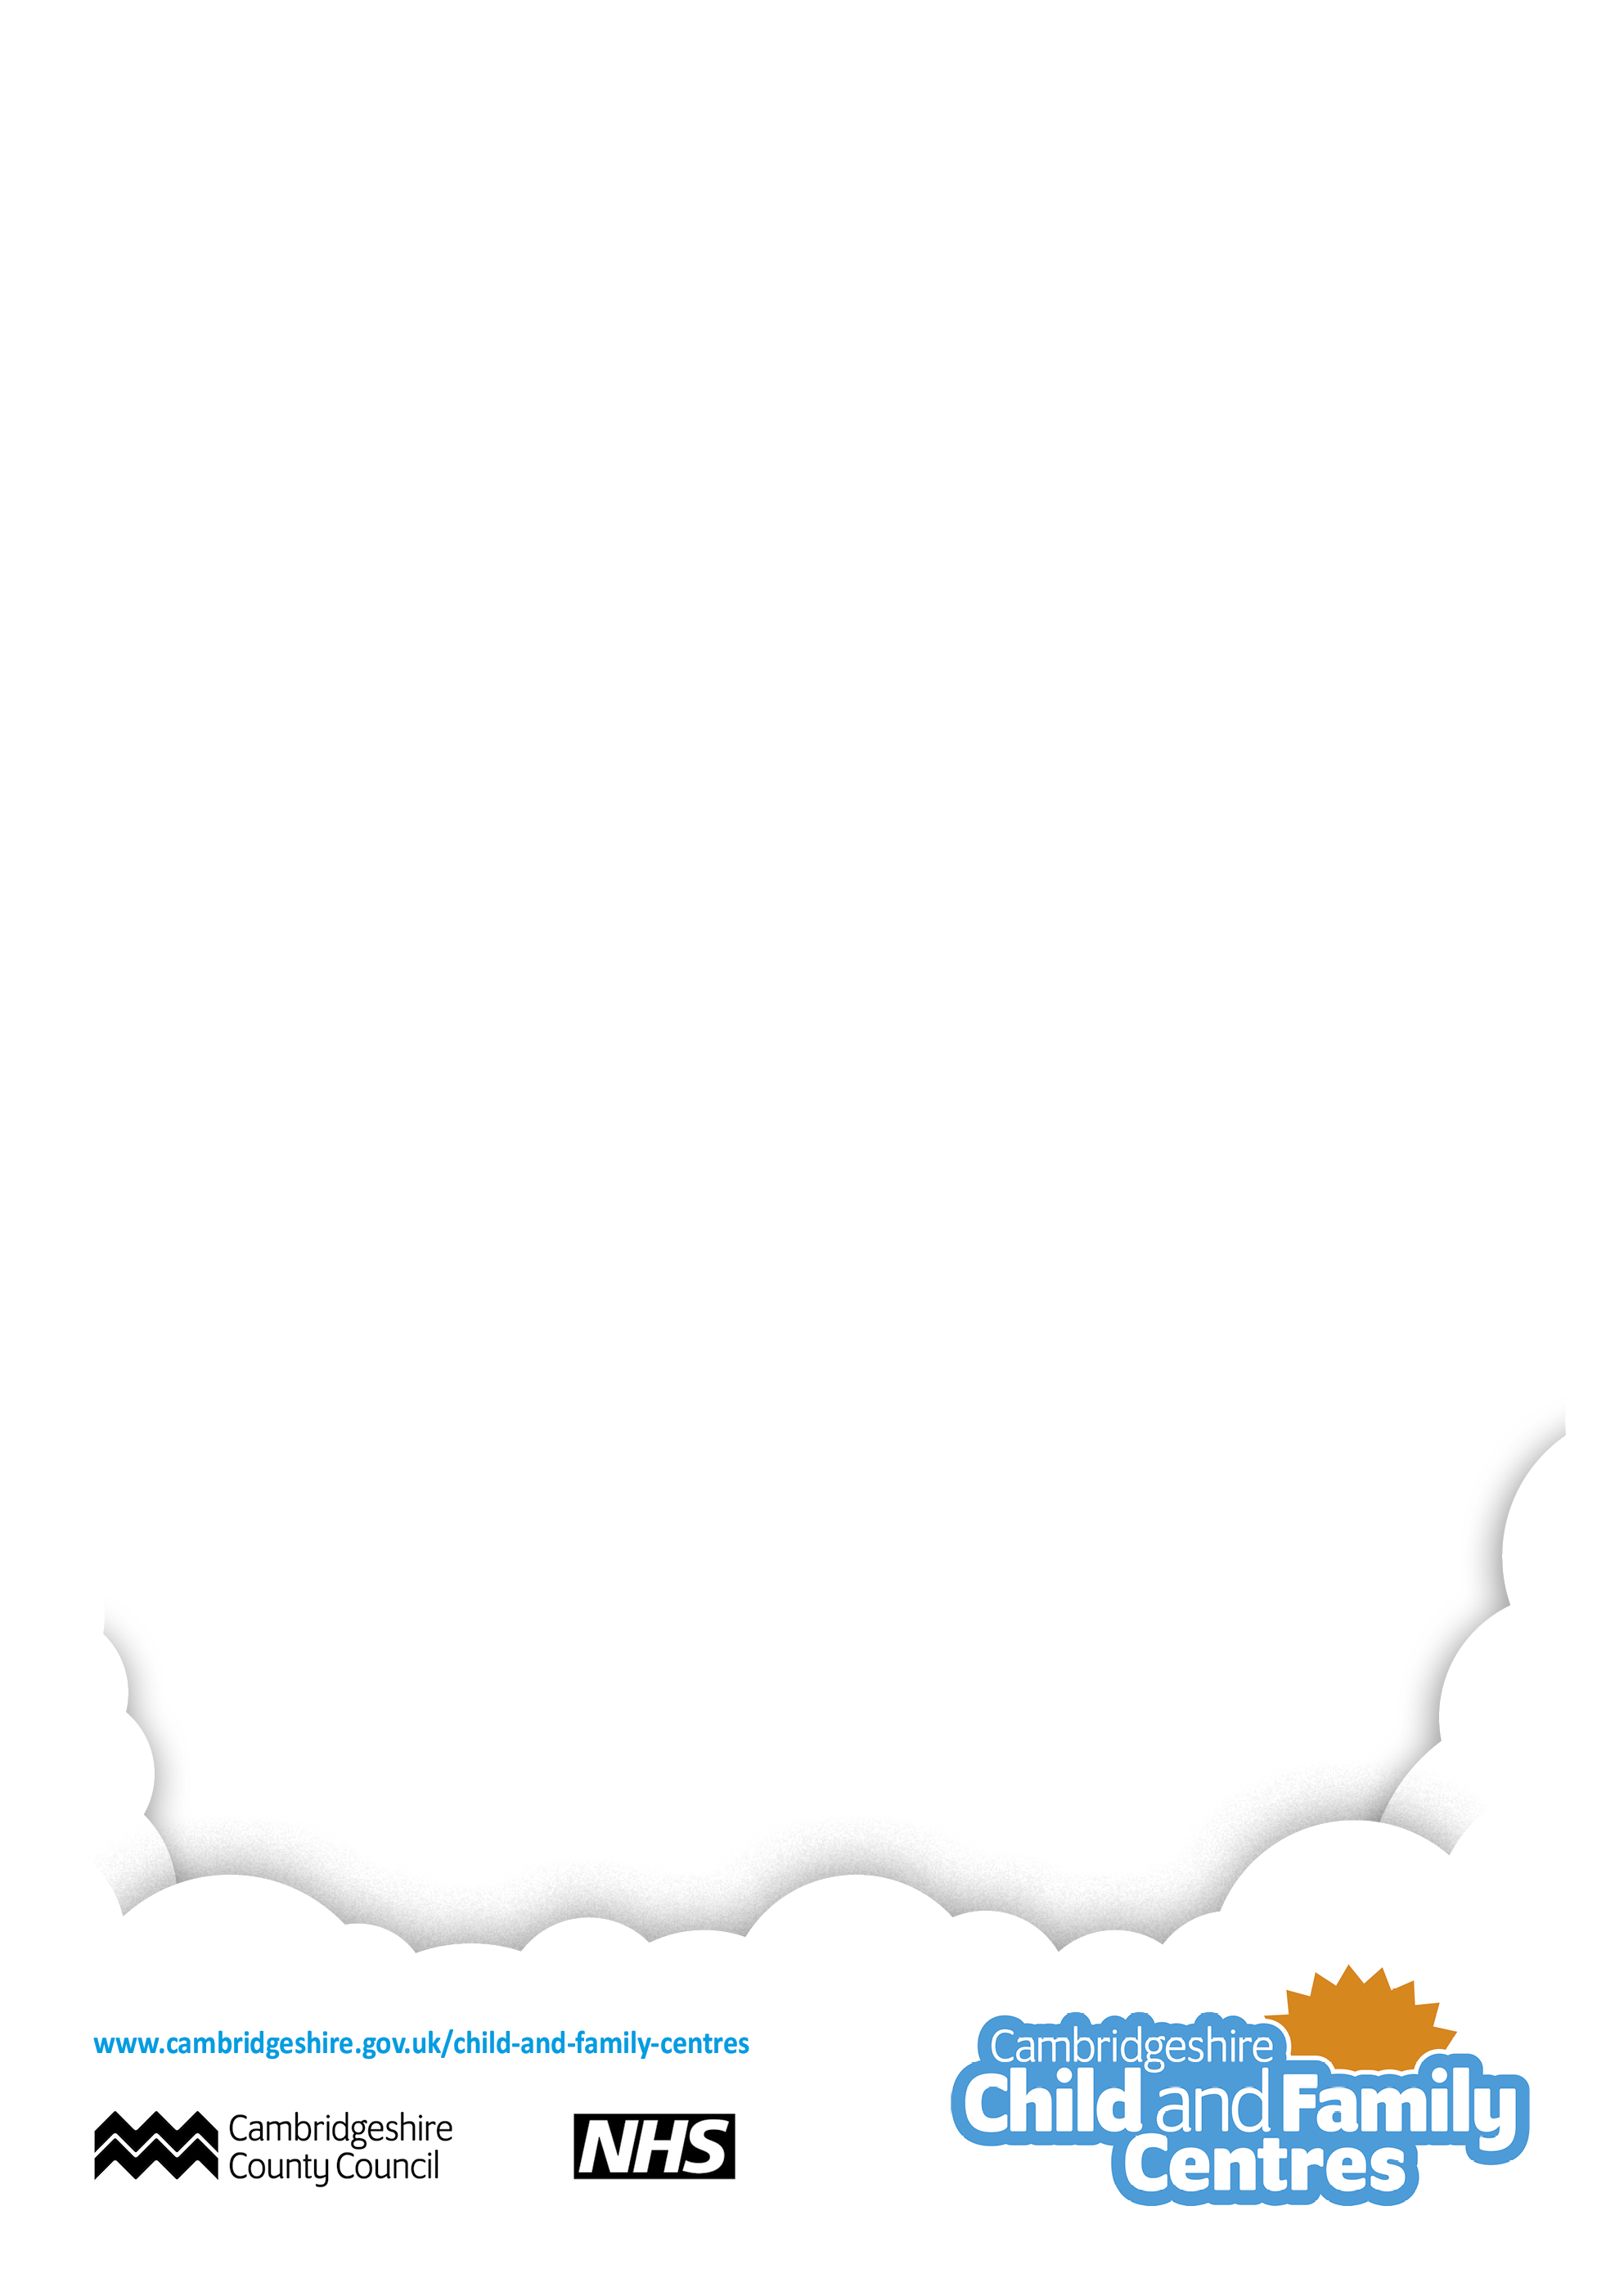 www.cambridgeshire.gov.uk/child-and-family-centres
Cambridgeshire
County Council
NHS
Cambridgeshire
Child and Family
Centres